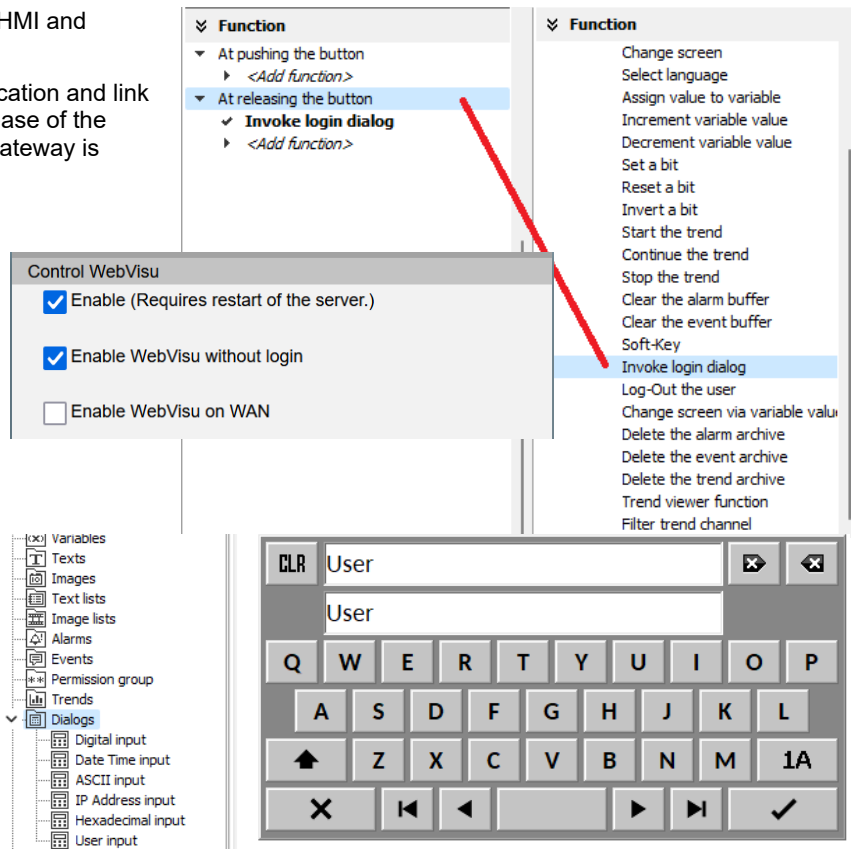 HMI and
cation and link
ase of the
ateway is
Function
At pushing the button
<Add function>
At releasing the button
Invoke login dialog
<Add function>
Function
Change screen
Select language
Assign value to variable
Increment variable value
Decrement variable value
Set a bit
Reset a bit
Invert a bit
Start the trend
Continue the trend
Stop the trend
Clear the alarm buffer
Clear the event buffer
Soft-Key
Invoke login dialog
Log-Out the user
Change screen via variable valu
Delete the alarm archive
Delete the event archive
Delete the trend archive
Trend viewer function
Filter trend channel
Control WebVisu
Enable (Requires restart of the server.)
Enable WebVisu without login
Enable WebVisu on WAN
Variables
Texts
Images
Text lists
Image lists
Alarms
Events
Permission group
Trends
Dialogs
Digital input
Date Time input
ASCII input
IP Address input
Hexadecimal input
User input
CLR User
User
Q W E R T Y U I O P
A S D F G H J K L
Z X C V B N M 1A